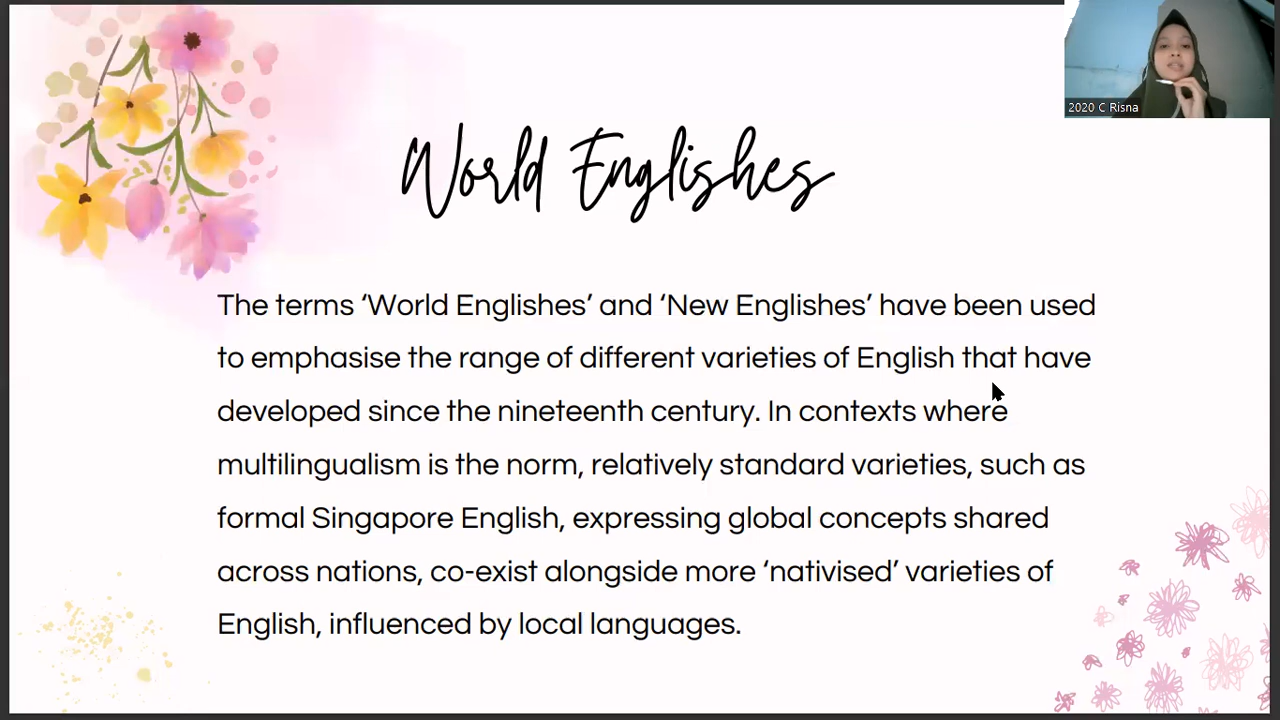 2020 C Risna
World Englishes
The terms ‘World Englishes’ and ‘New Englishes’ have been used
to emphasise the range of different varieties of English that have
developed since the nineteenth century. In contexts where
multilingualism is the norm, relatively standard varieties, such as
formal Singapore English, expressing global concepts shared
across nations, co-exist alongside more ‘nativised’ varieties of
English, influenced by local languages.